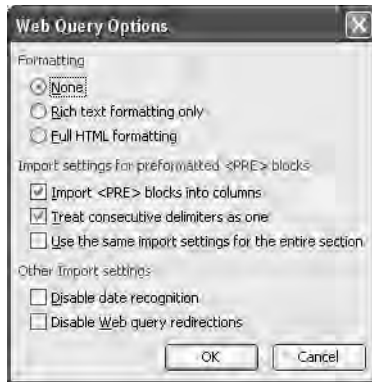 Web Query Options
Formatting
None
Rich text formatting only
Full HTML formatting
Import settings for preformatted <PRE> blocks
Import <PRE> blocks into columns
Treat consecutive delimiters as one
Use the same import settings for the entire section
Other Import settings
Disable date recognition
Disable Web query redirections
OK Cancel